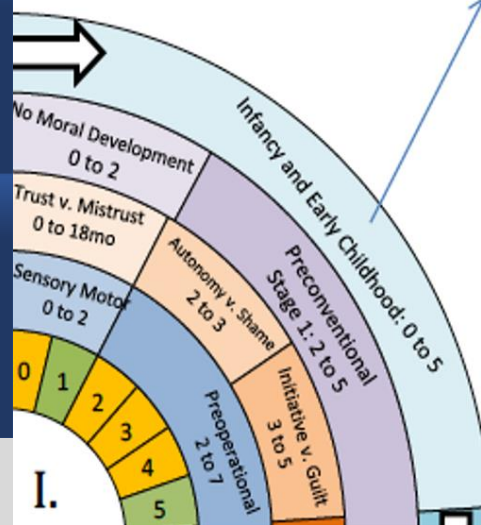 Infancy and Early Childhood: 0 to 5
No Moral Development
0 to 2
Preconventional
Stage 1: 2 to 5
Trust v. Mistrust
0 to 18mo
Autonomy v. Shame
2 to 3
Initiative v. Guilt
3 to 5
Sensory Motor
0 to 2
Preoperational
2 to 7
0
1
2
3
4
5
I.